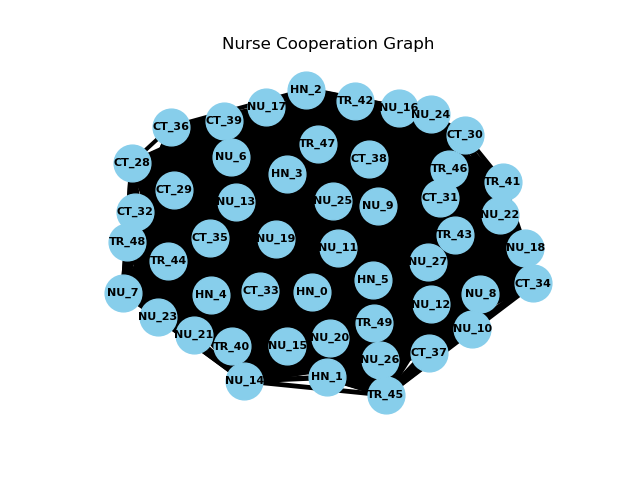 Nurse Cooperation Graph
HN_2
TR_42
NU_16
NU_17
NU_24
CT_39
CT_36
CT_30
TR_47
NU_6
CT_38
CT_28
TR_46
HN_3
TR_41
CT_29
CT_31
NU_25
NU_13
NU_9
CT_32
NU_22
TR_43
CT_35
NU_19
TR_48
NU_11
NU_18
TR_44
NU_27
HN_5
CT_34
CT_33
HN_0
NU_7
NU_8
HN_4
NU_12
NU_23
TR_49
NU_10
NU_21
NU_20
NU_15
TR_40
CT_37
NU_26
HN_1
NU_14
TR_45